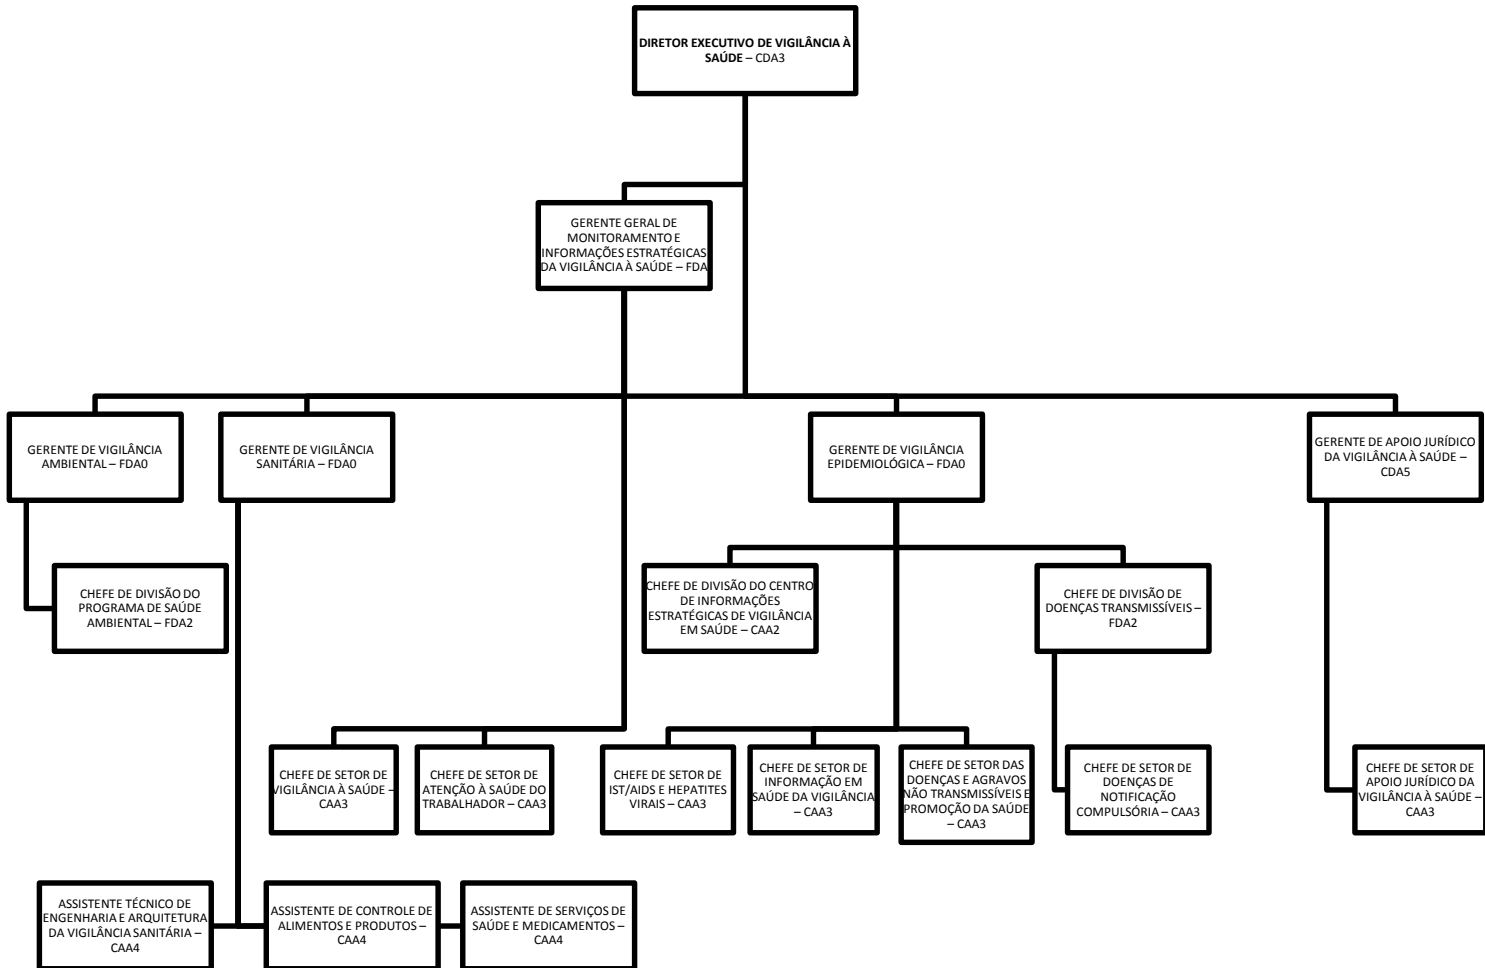 DIRETOR EXECUTIVO DE VIGILÂNCIA À
SAÚDE – CDA3
GERENTE GERAL DE
MONITORAMENTO E
INFORMAÇÕES ESTRATÉGICAS
DA VIGILÂNCIA À SAÚDE – FDA
GERENTE DE VIGILÂNCIA
AMBIENTAL – FDA0
GERENTE DE VIGILÂNCIA
SANITÁRIA – FDA0
GERENTE DE VIGILÂNCIA
EPIDEMIOLÓGICA – FDA0
GERENTE DE APOIO JURÍDICO
DA VIGILÂNCIA À SAÚDE –
CDA5
CHEFE DE DIVISÃO DO
PROGRAMA DE SAÚDE
AMBIENTAL – FDA2
CHEFE DE DIVISÃO DO CENTRO
DE INFORMAÇÕES
ESTRATÉGICAS DE VIGILÂNCIA
EM SAÚDE – CAA2
CHEFE DE DIVISÃO DE
DOENÇAS TRANSMISSÍVEIS –
FDA2
CHEFE DE SETOR DE
VIGILÂNCIA À SAÚDE –
CAA3
CHEFE DE SETOR DE
ATENÇÃO À SAÚDE DO
TRABALHADOR – CAA3
CHEFE DE SETOR DE
IST/AIDS E HEPATITES
VIRAIS – CAA3
CHEFE DE SETOR DE
INFORMAÇÃO EM
SAÚDE DA VIGILÂNCIA
– CAA3
CHEFE DE SETOR DAS
DOENÇAS E AGRAVOS
NÃO TRANSMISSÍVEIS E
PROMOÇÃO DA SAÚDE
– CAA3
CHEFE DE SETOR DE
DOENÇAS DE
NOTIFICAÇÃO
COMPULSÓRIA – CAA3
CHEFE DE SETOR DE
APOIO JURÍDICO DA
VIGILÂNCIA À SAÚDE –
CAA3
ASSISTENTE TÉCNICO DE
ENGENHARIA E ARQUITETURA
DA VIGILÂNCIA SANITÁRIA –
CAA4
ASSISTENTE DE CONTROLE DE
ALIMENTOS E PRODUTOS –
CAA4
ASSISTENTE DE SERVIÇOS DE
SAÚDE E MEDICAMENTOS –
CAA4